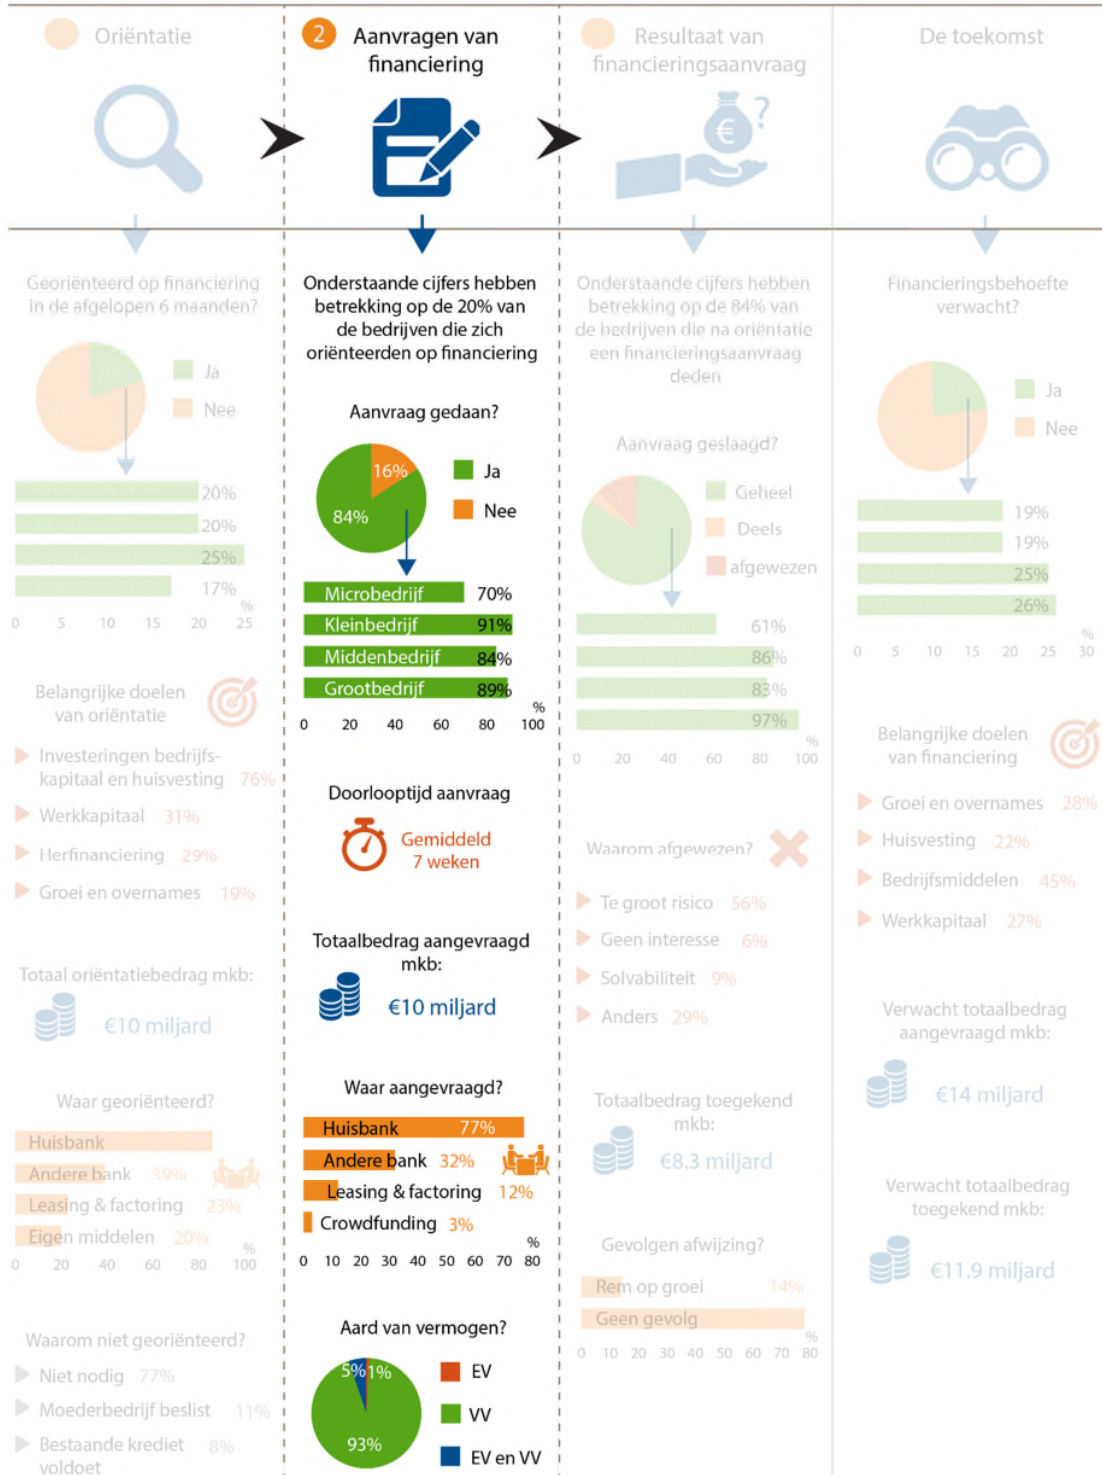 Oriëntatie
Georiënteerd op financiering
in de afgelopen 6 maanden?
Ja
Nee
20%
20%
25%
17%
%
0 5 10 15 20 25
Belangrijke doelen
van oriëntatie
Investeringen bedrijfs-
kapitaal en huisvesting 76%
Werkkapitaal 31%
Herfinanciering 29%
Groei en overnames 19%
Totaal oriëntatiebedrag mkb:
€10 miljard
Waar georiënteerd?
Huisbank
Andere bank 39%
Leasing & factoring 23%
Eigen middelen 20%
%
0 20 40 60 80 100
Waarom niet georiënteerd?
Niet nodig 77%
Moederbedrijf beslist 11%
Bestaande krediet 8%
voldoet
2 Aanvragen van
financiering
Onderstaande cijfers hebben
betrekking op de 20% van
de bedrijven die zich
oriënteerden op financiering
Aanvraag gedaan?
16%
84%
Ja
Nee
Microbedrijf 70%
Kleinbedrijf 91%
Middenbedrijf 84%
Grootbedrijf 89%
%
0 20 40 60 80 100
Doorlooptijd aanvraag
Gemiddeld
7 weken
Totaalbedrag aangevraagd
mkb:
€10 miljard
Waar aangevraagd?
Huisbank 77%
Andere bank 32%
Leasing & factoring 12%
Crowdfunding 3%
%
0 10 20 30 40 50 60 70 80
Aard van vermogen?
5% 1%
93%
EV
VV
EV en VV
Resultaat van
financieringsaanvraag
€ ?
Onderstaande cijfers hebben
betrekking op de 84% van
de bedrijven die na oriëntatie
een financieringsaanvraag
deden
Aanvraag geslaagd?
Geheel
Deels
afgewezen
61%
86%
83%
97%
%
0 20 40 60 80 100
Waarom afgewezen?
Te groot risico 56%
Geen interesse 6%
Solvabiliteit 9%
Anders 29%
Totaalbedrag toegekend
mkb:
€8.3 miljard
Gevolgen afwijzing?
Rem op groei 14%
Geen gevolg
%
0 10 20 30 40 50 60 70 80
De toekomst
Financieringsbehoefte
verwacht?
Ja
Nee
19%
19%
25%
26%
%
0 5 10 15 20 25 30
Belangrijke doelen
van financiering
Groei en overnames 28%
Huisvesting 22%
Bedrijfsmiddelen 45%
Werkkapitaal 27%
Verwacht totaalbedrag
aangevraagd mkb:
€14 miljard
Verwacht totaalbedrag
toegekend mkb:
€11.9 miljard